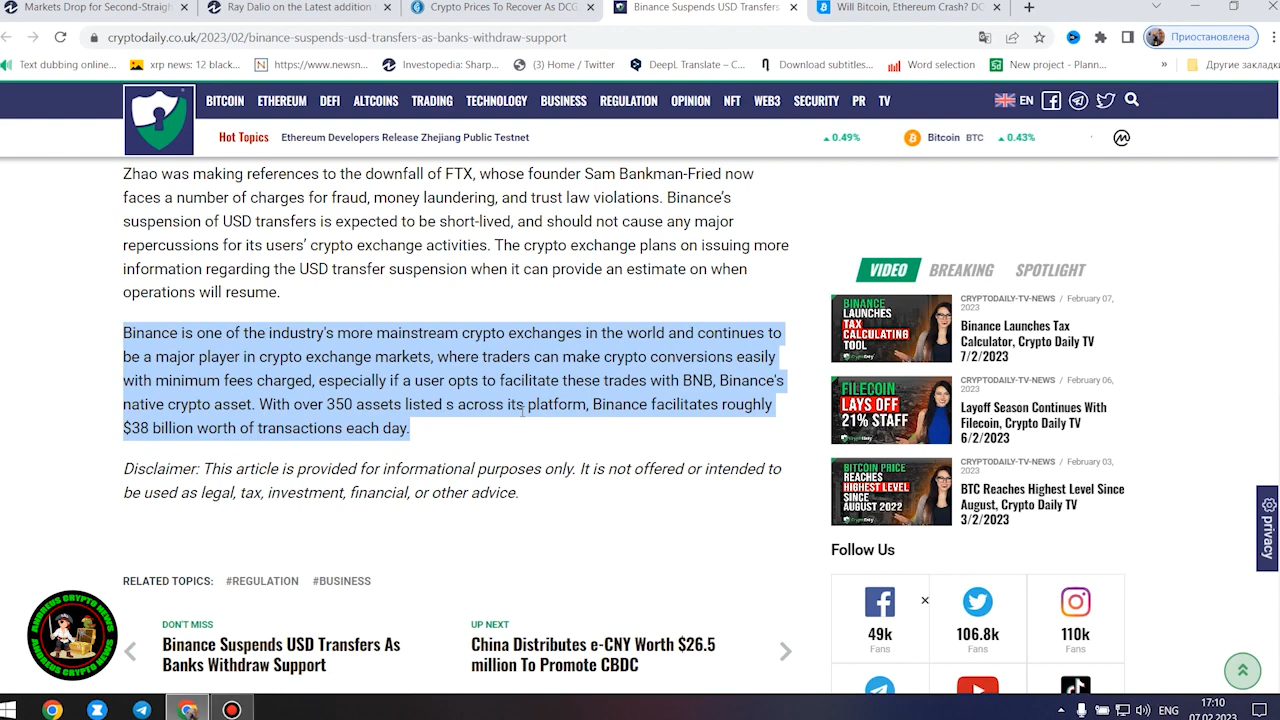 Markets Drop for Second-Straigh
Ray Dalio on the Latest addition
Crypto Prices To Recover As DCG
Binance Suspends USD Transfers
Will Bitcoin, Ethereum Crash? DC
cryptodaily.co.uk/2023/02/binance-suspends-usd-transfers-as-banks-withdraw-support
Приостановлена
Text dubbing online...
xrp news: 12 black...
https://www.newsn...
Investopedia: Sharp...
(3) Home / Twitter
DeepL Translate – C...
Download subtitles...
Word selection
New project - Plann...
»
Другие закладки
BITCOIN ETHEREUM DEFI ALTCOINS TRADING TECHNOLOGY BUSINESS REGULATION OPINION NFT WEB3 SECURITY PR TV
EN
Hot Topics
Ethereum Developers Release Zhejiang Public Testnet
0.49%
Bitcoin BTC
0.43%
Zhao was making references to the downfall of FTX, whose founder Sam Bankman-Fried now
faces a number of charges for fraud, money laundering, and trust law violations. Binance's
suspension of USD transfers is expected to be short-lived, and should not cause any major
repercussions for its users' crypto exchange activities. The crypto exchange plans on issuing more
information regarding the USD transfer suspension when it can provide an estimate on when
operations will resume.
Binance is one of the industry's more mainstream crypto exchanges in the world and continues to
be a major player in crypto exchange markets, where traders can make crypto conversions easily
with minimum fees charged, especially if a user opts to facilitate these trades with BNB, Binance's
native crypto asset. With over 350 assets listed s across its platform, Binance facilitates roughly
$38 billion worth of transactions each day.
Disclaimer: This article is provided for informational purposes only. It is not offered or intended to
be used as legal, tax, investment, financial, or other advice.
RELATED TOPICS: #REGULATION #BUSINESS
DON'T MISS
Binance Suspends USD Transfers As
Banks Withdraw Support
UP NEXT
China Distributes e-CNY Worth $26.5
million To Promote CBDC
ANDREUS CRYPTO NEWS
ANDREUS CRYPTO NEWS
VIDEO BREAKING SPOTLIGHT
BINANCE
LAUNCHES
TAX
CALCULATING
TOOL
CRYPTODAILY-TV-NEWS / February 07,
2023
Binance Launches Tax
Calculator, Crypto Daily TV
7/2/2023
FILECOIN
LAYS OFF
21% STAFF
CRYPTODAILY-TV-NEWS / February 06,
2023
Layoff Season Continues With
Filecoin, Crypto Daily TV
6/2/2023
BITCOIN PRICE
REACHES
HIGHEST LEVEL
SINCE
AUGUST 2022
CRYPTODAILY-TV-NEWS / February 03,
2023
BTC Reaches Highest Level Since
August, Crypto Daily TV
3/2/2023
privacy
Follow Us
49k
Fans
106.8k
Fans
110k
Fans
17:10
ENG
07.02.2023